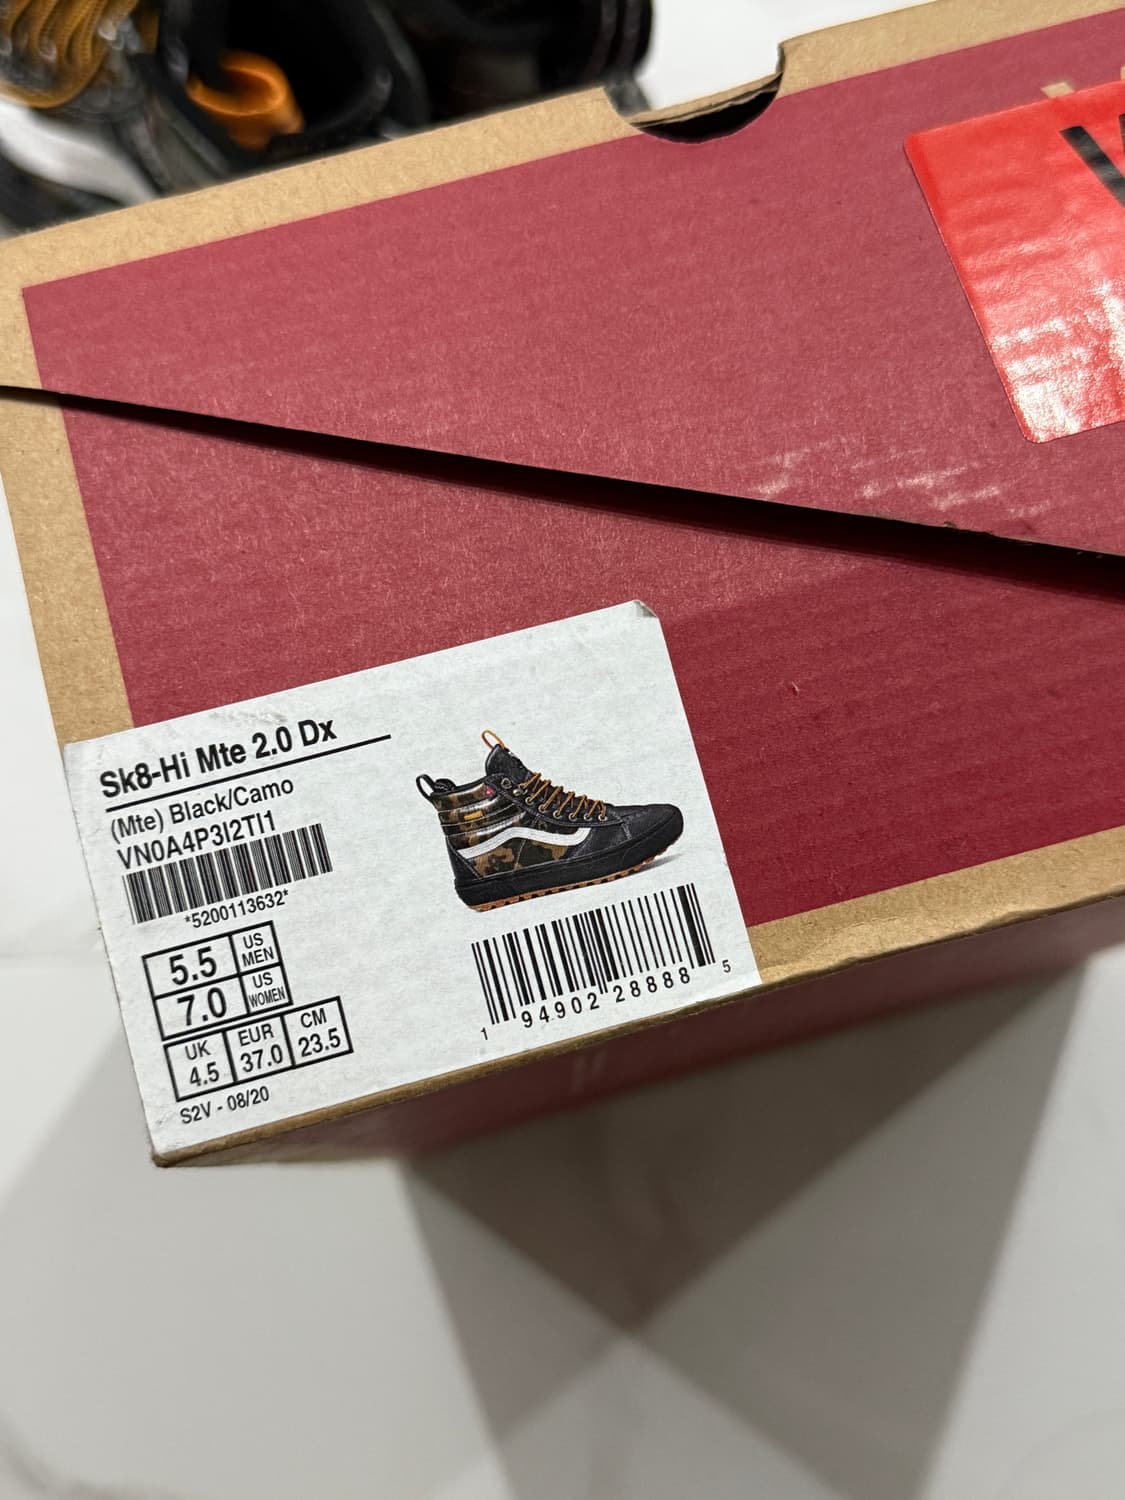 Sk8-Hi Mte 2.0 Dx
(Mte) Black/Camo
VN0A4P3I2TI1
*5200113632*
5.5 US MEN
7.0 US WOMEN
UK EUR CM
4.5 37.0 23.5
S2V - 08/20
1 94902 28888 5